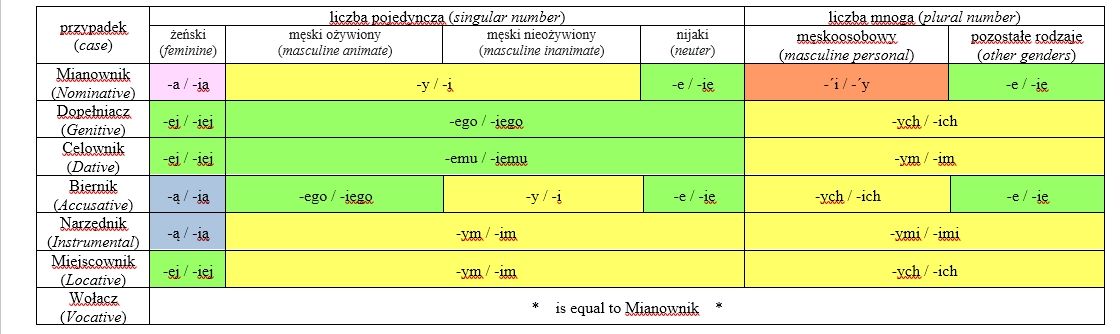 przypadek
(case)
liczba pojedyncza (singular number)
liczba mnoga (plural number)
żeński
(feminine)
męski ożywiony
(masculine animate)
męski nieożywiony
(masculine inanimate)
nijaki
(neuter)
męskoosobowy
(masculine personal)
pozostałe rodzaje
(other genders)
Mianownik
(Nominative)
-a / -ia
-y / -i
-e / -ie
-´i / -´y
-e / -ie
Dopełniacz
(Genitive)
-ej / -iej
-ego / -iego
-ych / -ich
Celownik
(Dative)
-ej / -iej
-emu / -iemu
-ym / -im
Biernik
(Accusative)
-ą / -ią
-ego / -iego
-y / -i
-e / -ie
-ych / -ich
-e / -ie
Narzędnik
(Instrumental)
-ą / -ią
-ym / -im
-ymi / -imi
Miejscownik
(Locative)
-ej / -iej
-ym / -im
-ych / -ich
Wołacz
(Vocative)
* is equal to Mianownik *